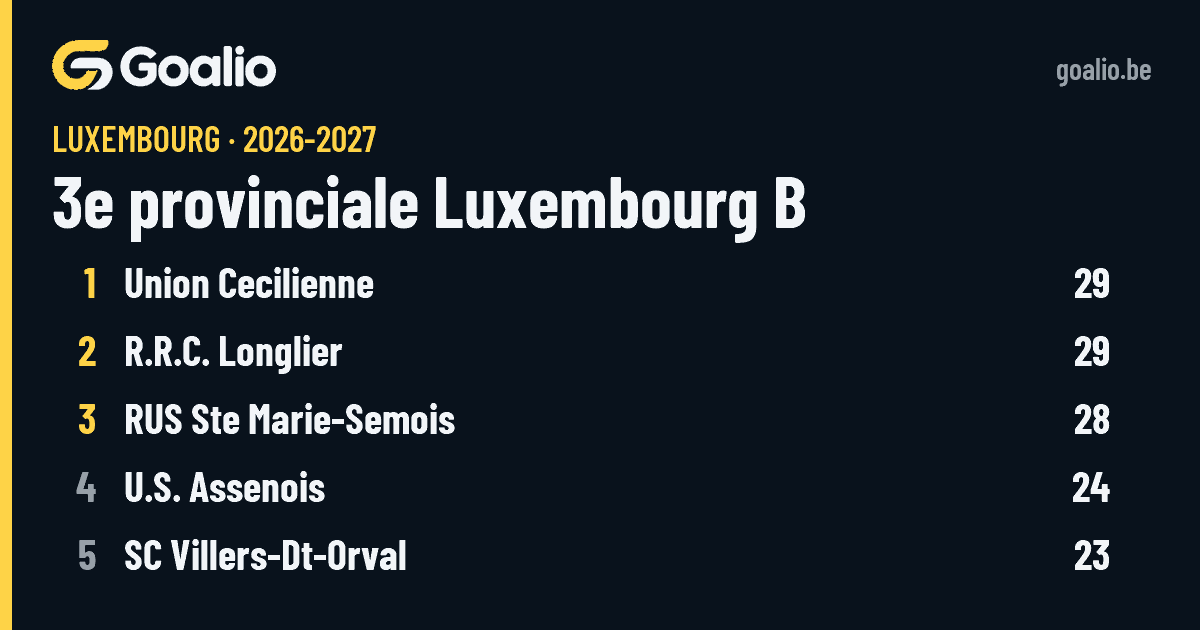 Goalio
goalio.be
LUXEMBOURG · 2026-2027
3e provinciale Luxembourg B
1 Union Cecilienne 29
2 R.R.C. Longlier 29
3 RUS Ste Marie-Semois 28
4 U.S. Assenois 24
5 SC Villers-Dt-Orval 23